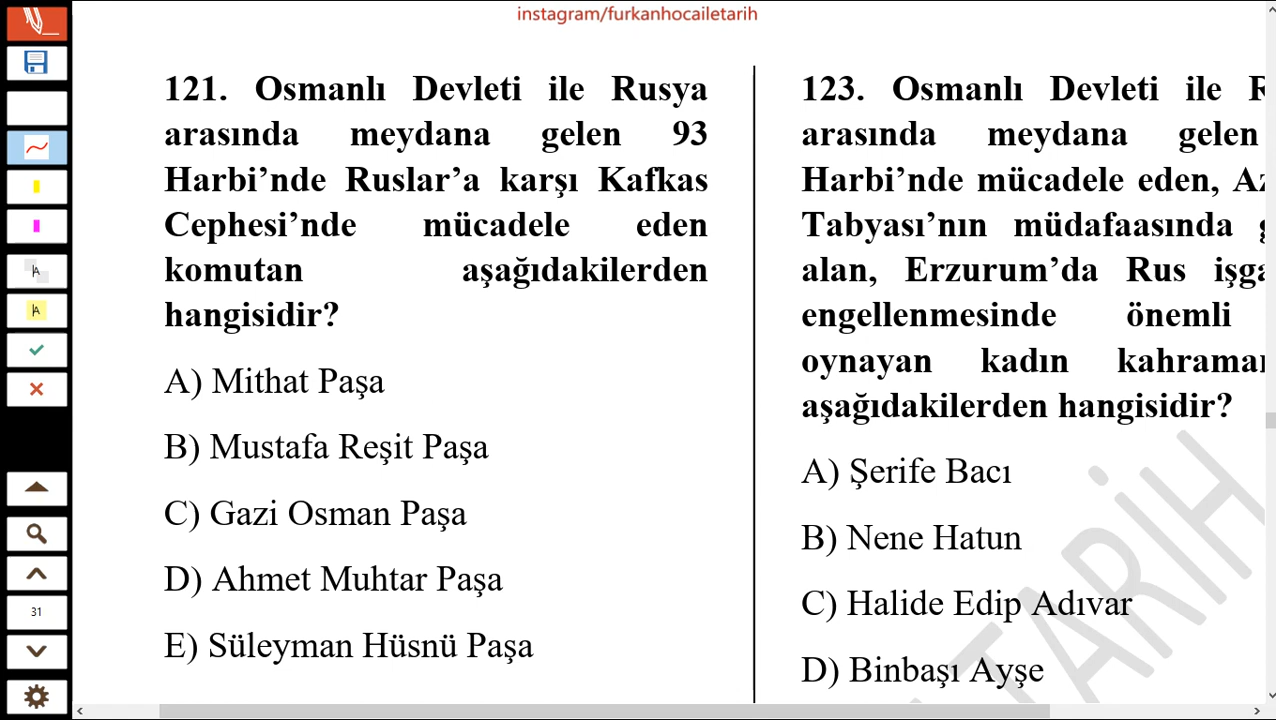 instagram/furkanhocailetarih
121. Osmanlı Devleti ile Rusya
arasında meydana gelen 93
Harbi’nde Ruslar’a karşı Kafkas
Cephesi’nde mücadele eden
komutan aşağıdakilerden
hangisidir?
A) Mithat Paşa
B) Mustafa Reşit Paşa
C) Gazi Osman Paşa
D) Ahmet Muhtar Paşa
E) Süleyman Hüsnü Paşa
123. Osmanlı Devleti ile
arasında meydana gelen
Harbi’nde mücadele eden,
Tabyası’nın müdafaasında
alan, Erzurum’da Rus
engellenmesinde önemli
oynayan kadın
aşağıdakilerden hangisidir?
A) Şerife Bacı
B) Nene Hatun
C) Halide Edip Adıvar
D) Binbaşı Ayşe
TARİH
31